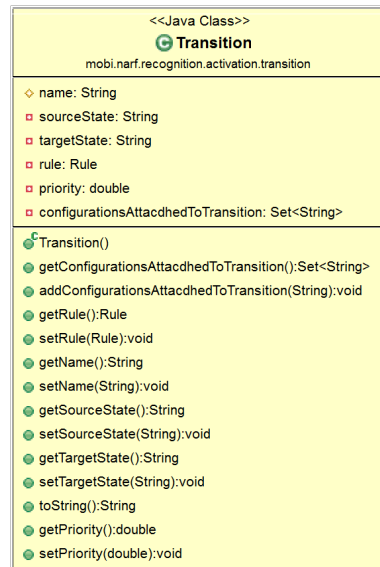 <<Java Class>>
C Transition
mobi.narf.recognition.activation.transition
name: String
sourceState: String
targetState: String
rule: Rule
priority: double
configurationsAttacdhedToTransition: Set<String>
C Transition()
getConfigurationsAttacdhedToTransition():Set<String>
addConfigurationsAttacdhedToTransition(String):void
getRule():Rule
setRule(Rule):void
getName():String
setName(String):void
getSourceState():String
setSourceState(String):void
getTargetState():String
setTargetState(String):void
toString():String
getPriority():double
setPriority(double):void